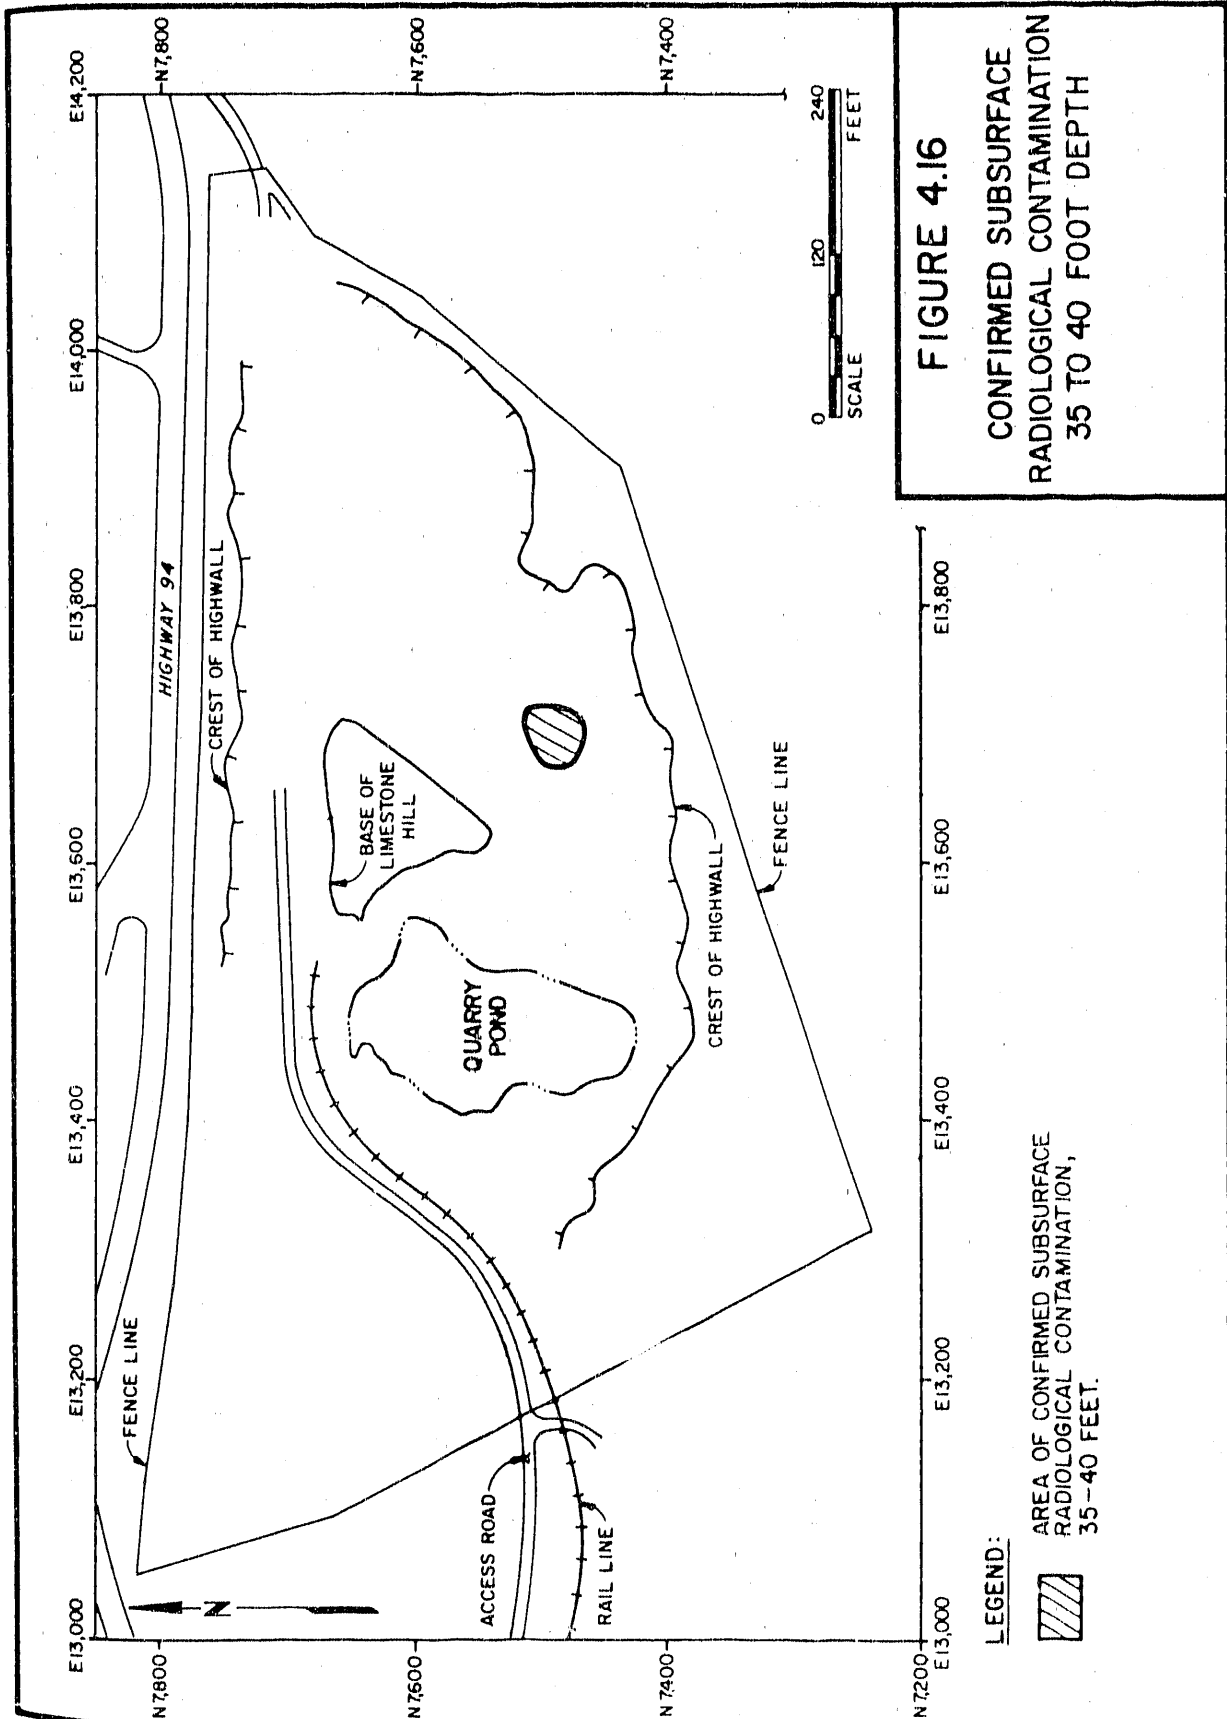 E13,000
E13,200
E13,400
E13,600
E13,800
E14,000
E14,200
N7,800
N7,800
HIGHWAY 94
FENCE LINE
CREST OF HIGHWALL
N
BASE OF
LIMESTONE
HILL
N7,600
N7,600
QUARRY
POND
ACCESS ROAD
RAIL LINE
N7,400
N7,400
CREST OF HIGHWALL
FENCE LINE
0
120
240
SCALE
FEET
N7,200
E13,000
E13,200
E13,400
E13,600
E13,800
LEGEND:
AREA OF CONFIRMED SUBSURFACE
RADIOLOGICAL CONTAMINATION,
35-40 FEET.
FIGURE 4.16
CONFIRMED SUBSURFACE
RADIOLOGICAL CONTAMINATION
35 TO 40 FOOT DEPTH